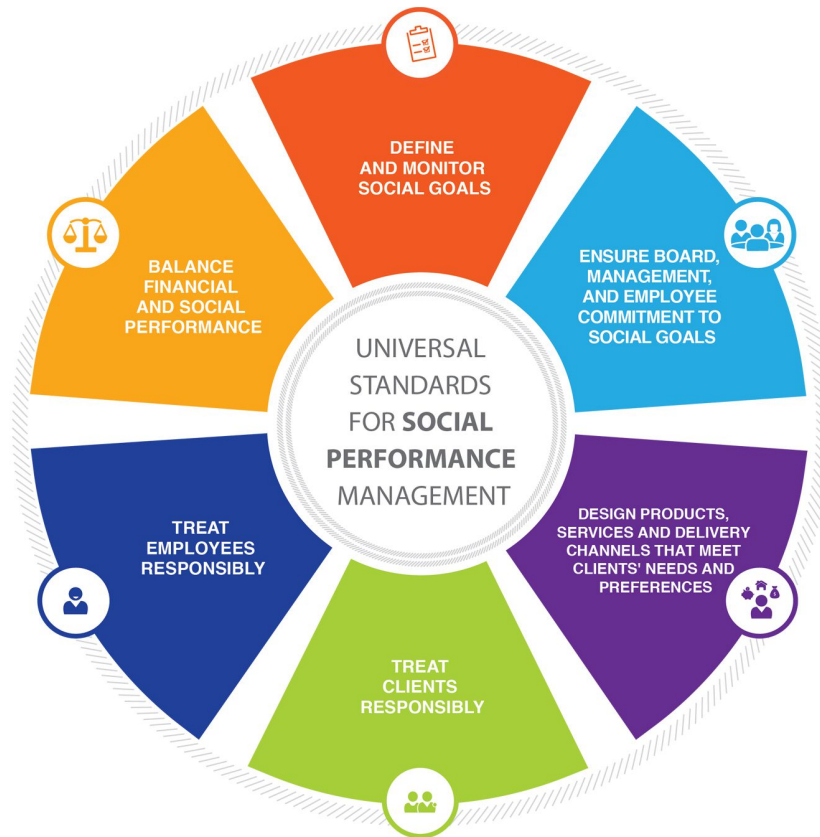 DEFINE
AND MONITOR
SOCIAL GOALS
ENSURE BOARD,
MANAGEMENT,
AND EMPLOYEE
COMMITMENT TO
SOCIAL GOALS
DESIGN PRODUCTS,
SERVICES AND DELIVERY
CHANNELS THAT MEET
CLIENTS' NEEDS AND
PREFERENCES
TREAT
CLIENTS
RESPONSIBLY
TREAT
EMPLOYEES
RESPONSIBLY
BALANCE
FINANCIAL
AND SOCIAL
PERFORMANCE
UNIVERSAL
STANDARDS
FOR SOCIAL
PERFORMANCE
MANAGEMENT